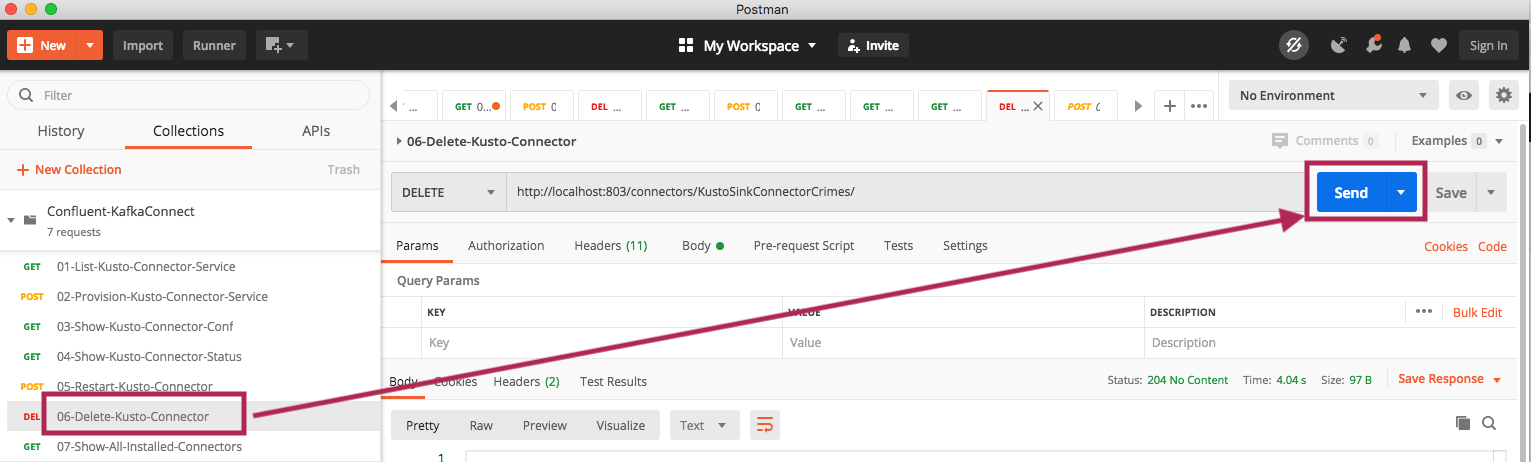 Postman
New Import Runner My Workspace Invite Sign In
Filter
History Collections APIs
+ New Collection Trash
Confluent-KafkaConnect
7 requests
GET 01-List-Kusto-Connector-Service
POST 02-Provision-Kusto-Connector-Service
GET 03-Show-Kusto-Connector-Conf
GET 04-Show-Kusto-Connector-Status
POST 05-Restart-Kusto-Connector
DEL 06-Delete-Kusto-Connector
GET 07-Show-All-Installed-Connectors
... GET 0... POST 0 DEL ... GET ... POST 0 GET ... GET ... GET ... DEL ... POST + ••• No Environment
06-Delete-Kusto-Connector Comments 0 Examples 0
DELETE http://localhost:803/connectors/KustoSinkConnectorCrimes/ Send Save
Params Authorization Headers (11) Body Pre-request Script Tests Settings Cookies Code
Query Params
KEY VALUE DESCRIPTION ••• Bulk Edit
Key Value Description
Body Cookies Headers (2) Test Results Status: 204 No Content Time: 4.04 s Size: 97 B Save Response
Pretty Raw Preview Visualize Text
1